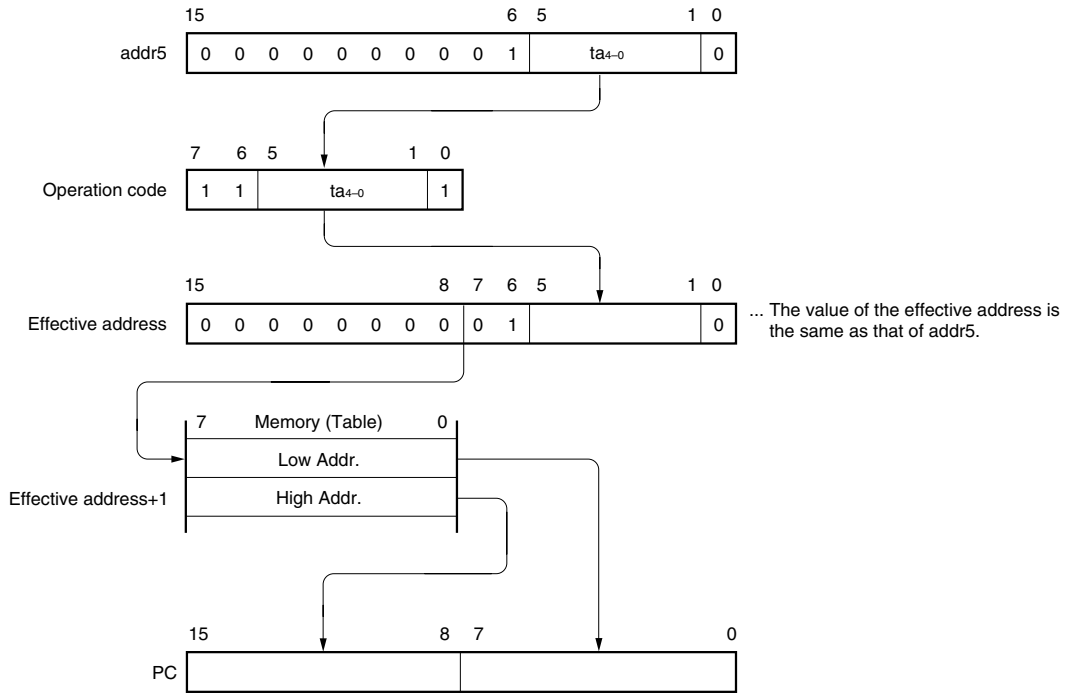 15 6 5 1 0
addr5 0 0 0 0 0 0 0 0 0 1 ta4–0 0
7 6 5 1 0
Operation code 1 1 ta4–0 1
15 8 7 6 5 1 0
Effective address 0 0 0 0 0 0 0 0 0 1 0
... The value of the effective address is
the same as that of addr5.
7 Memory (Table) 0
Low Addr.
Effective address+1 High Addr.
15 8 7 0
PC